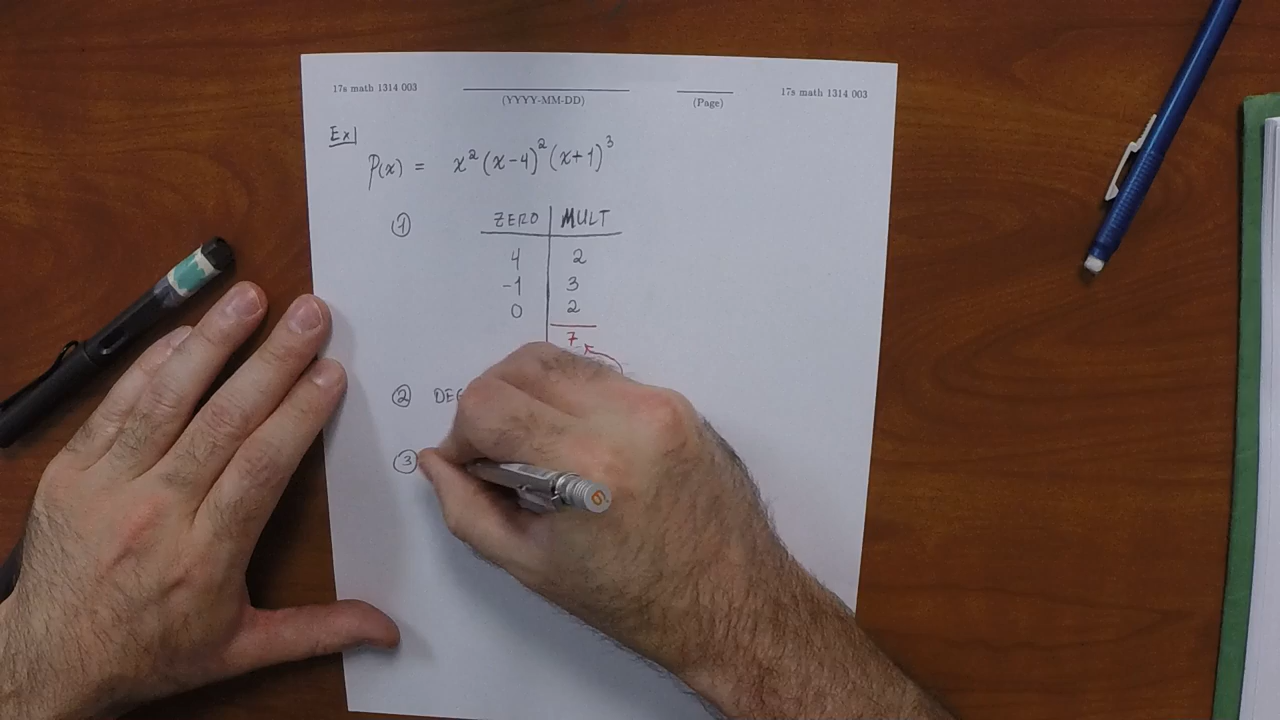 17s math 1314 003 (YYYY-MM-DD) (Page) 17s math 1314 003
Ex1
P(x) = x²(x-4)²(x+1)³
① ZERO MULT
4 2
-1 3
0 2
7
② DEG
③